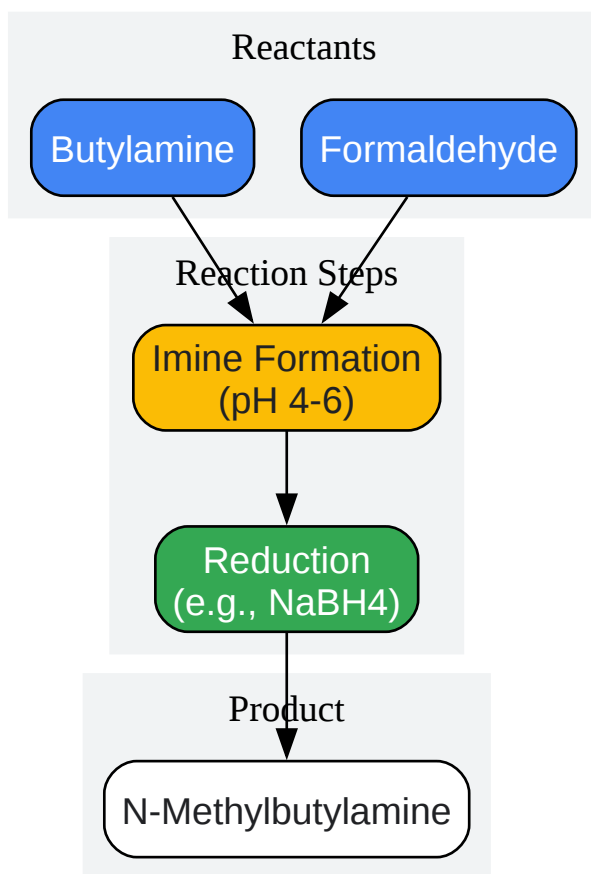 Reactants
Butylamine
Formaldehyde
Reaction Steps
Imine Formation
(pH 4-6)
Reduction
(e.g., NaBH4)
Product
N-Methylbutylamine